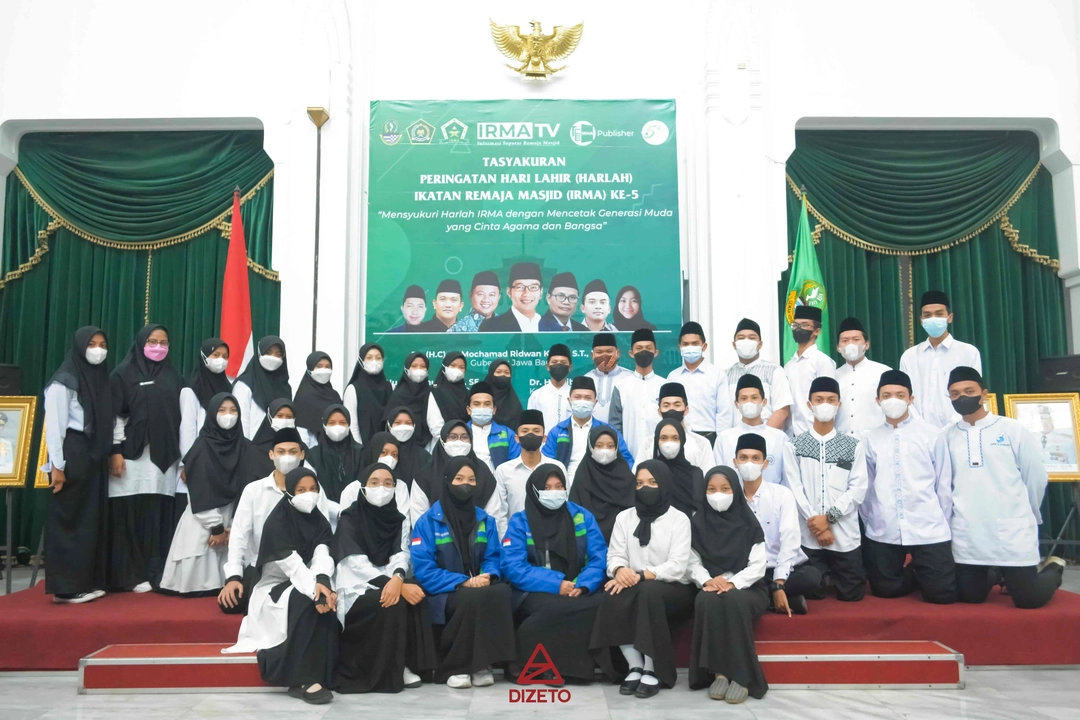 IRMA TV
Informasi Seputar Remaja Masjid
Publisher
TASYAKURAN
PERINGATAN HARI LAHIR (HARLAH)
IKATAN REMAJA MASJID (IRMA) KE-5
"Mensyukuri Harlah IRMA dengan Mencetak Generasi Muda
yang Cinta Agama dan Bangsa"
(H.C) Mochamad Ridwan S.T.,
Dr. H.
DIZETO